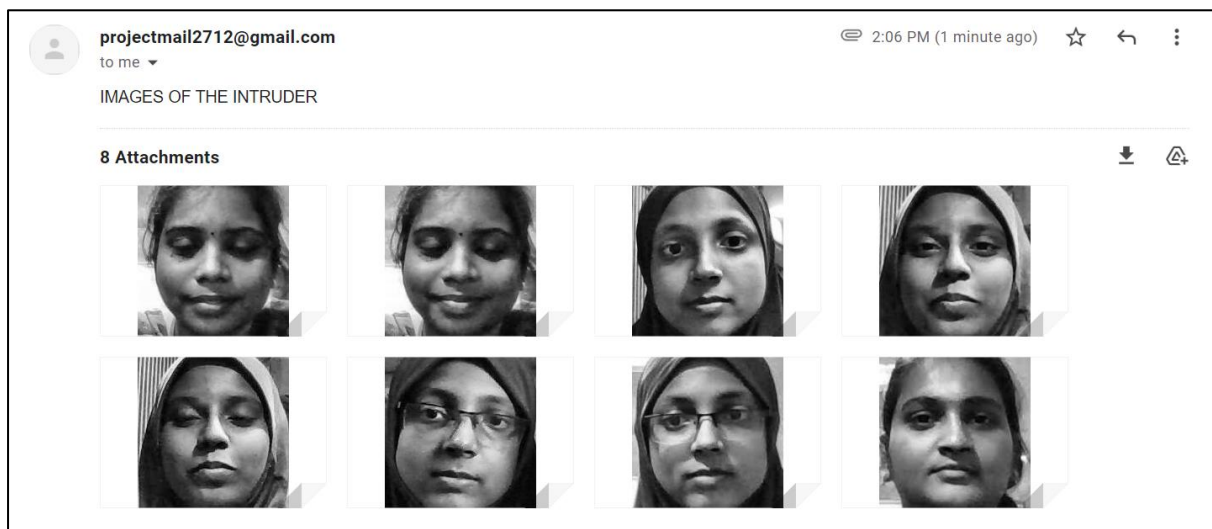 projectmail2712@gmail.com
2:06 PM (1 minute ago)
to me
IMAGES OF THE INTRUDER
8 Attachments